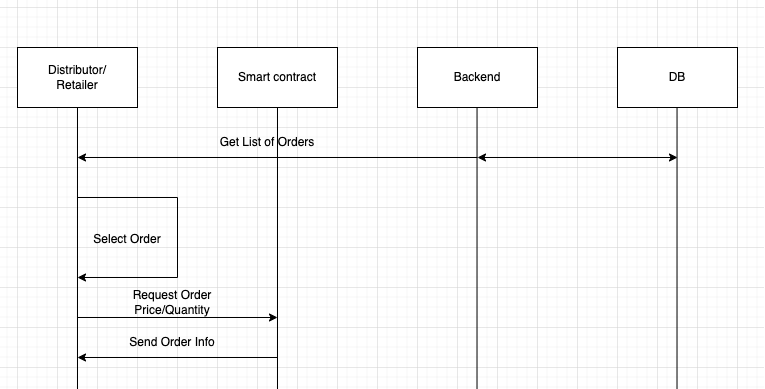 Distributor/
Retailer
Smart contract
Backend
DB
Get List of Orders
Select Order
Request Order
Price/Quantity
Send Order Info